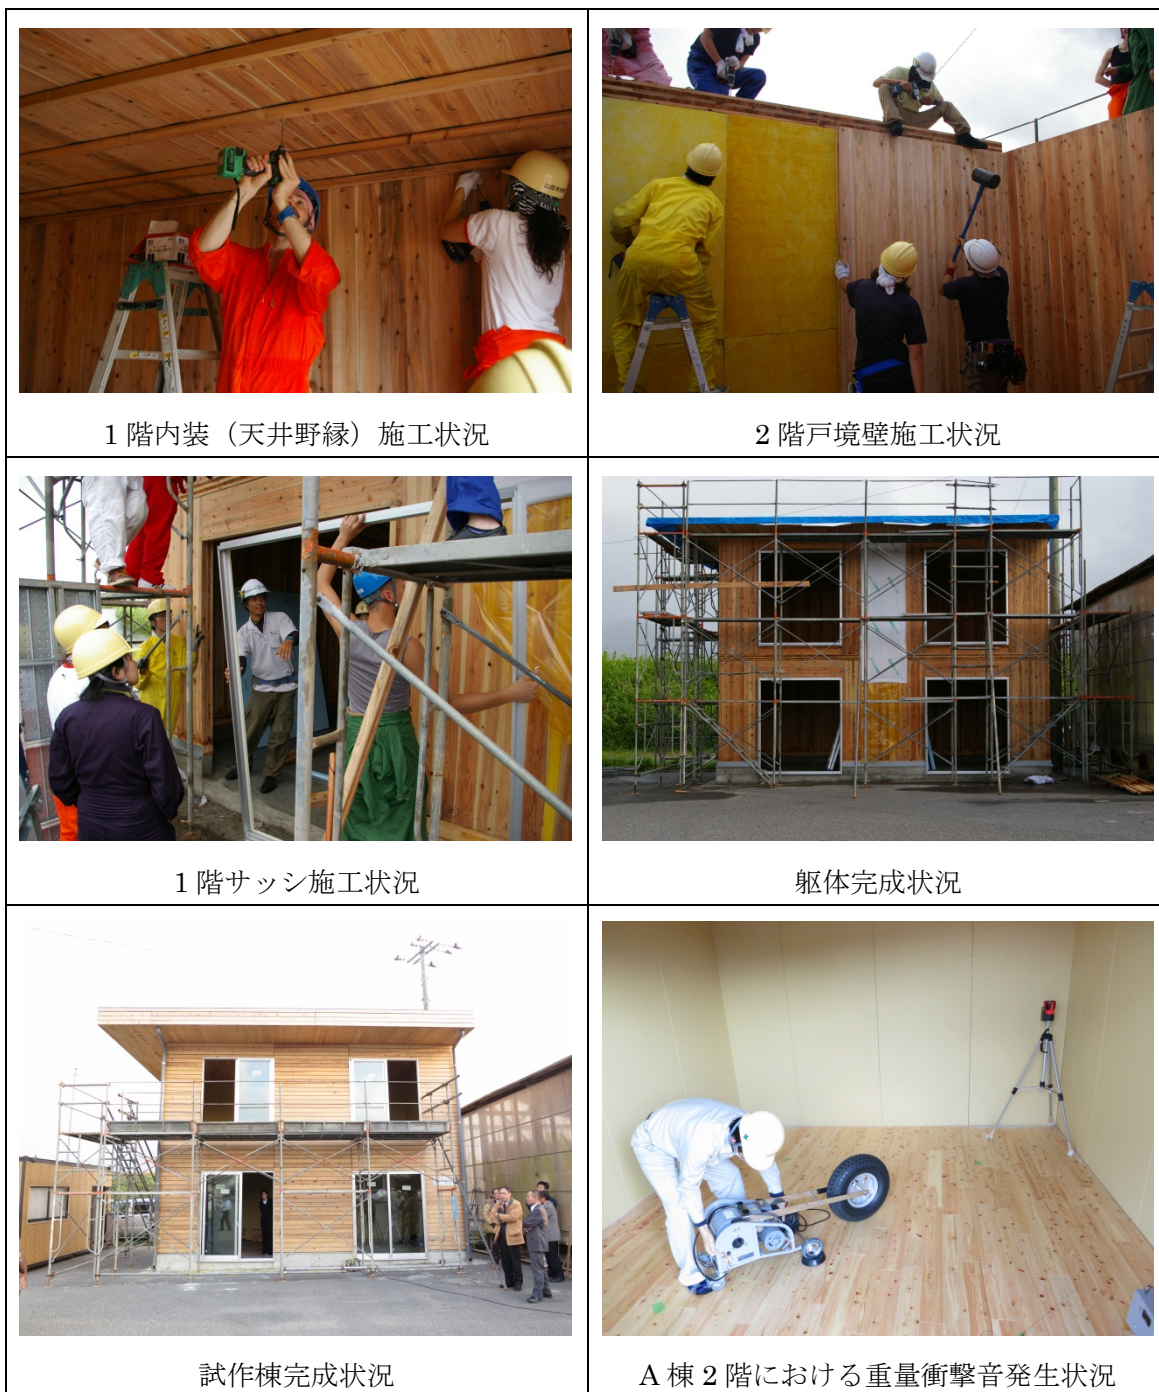 1 階内装（天井野縁）施工状況
2 階戸境壁施工状況
1 階サッシ施工状況
躯体完成状況
試作棟完成状況
A 棟 2 階における重量衝撃音発生状況